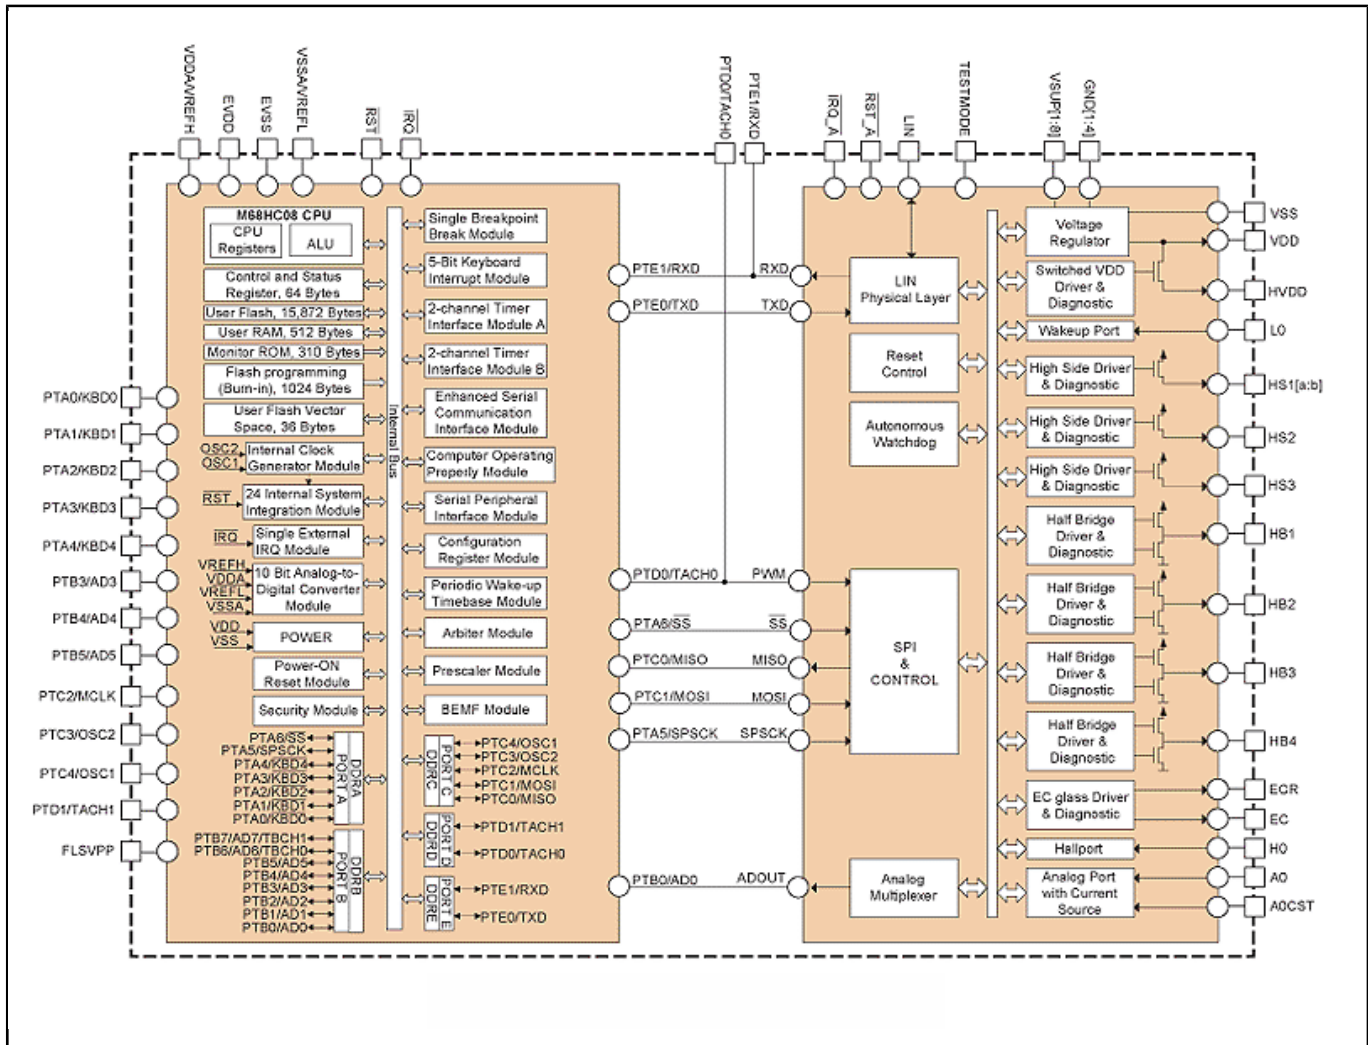 VDDA/VREFH
EVDD
EVSS
VSSA/VREFL
RST
IRQ
PTD0/TACH0
PTE1/RXD
IRQ_A
RST_A
LIN
TESTMODE
VSUP[1:8]
GND[1:4]
PTA0/KBD0
PTA1/KBD1
PTA2/KBD2
PTA3/KBD3
PTA4/KBD4
PTB3/AD3
PTB4/AD4
PTB5/AD5
PTC2/MCLK
PTC3/OSC2
PTC4/OSC1
PTD1/TACH1
FLSVPP
M68HC08 CPU
CPU
Registers
ALU
Control and Status
Register, 64 Bytes
User Flash, 15,872 Bytes
User RAM, 512 Bytes
Monitor ROM, 310 Bytes
Flash programming
(Burn-in), 1024 Bytes
User Flash Vector
Space, 36 Bytes
OSC2
OSC1
Internal Clock
Generator Module
RST
24 Internal System
Integration Module
IRQ
Single External
IRQ Module
VREFH
VDDA
VREFL
VSSA
10 Bit Analog-to-
Digital Converter
Module
VDD
VSS
POWER
Power-ON
Reset Module
Security Module
PTA6/SS
PTA5/SPSCK
PTA4/KBD4
PTA3/KBD3
PTA2/KBD2
PTA1/KBD1
PTA0/KBD0
PORT A
DDRA
PTB7/AD7/TBCH1
PTB6/AD6/TBCH0
PTB5/AD5
PTB4/AD4
PTB3/AD3
PTB2/AD2
PTB1/AD1
PTB0/AD0
PORT B
DDRB
Internal Bus
Single Breakpoint
Break Module
5-Bit Keyboard
Interrupt Module
2-channel Timer
Interface Module A
2-channel Timer
Interface Module B
Enhanced Serial
Communication
Interface Module
Computer Operating
Properly Module
Serial Peripheral
Interface Module
Configuration
Register Module
Periodic Wake-up
Timebase Module
Arbiter Module
Prescaler Module
BEMF Module
DDRC
PORT C
PTC4/OSC1
PTC3/OSC2
PTC2/MCLK
PTC1/MOSI
PTC0/MISO
DDRD
PORT D
PTD1/TACH1
PTD0/TACH0
DDRE
PORT E
PTE1/RXD
PTE0/TXD
PTE1/RXD
RXD
PTE0/TXD
TXD
PTD0/TACH0
PWM
PTA6/SS
SS
PTC0/MISO
MISO
PTC1/MOSI
MOSI
PTA5/SPSCK
SPSCK
PTB0/AD0
ADOUT
LIN
Physical Layer
Reset
Control
Autonomous
Watchdog
SPI
&
CONTROL
Analog
Multiplexer
Voltage
Regulator
Switched VDD
Driver &
Diagnostic
Wakeup Port
High Side Driver
& Diagnostic
High Side Driver
& Diagnostic
High Side Driver
& Diagnostic
Half Bridge
Driver &
Diagnostic
Half Bridge
Driver &
Diagnostic
Half Bridge
Driver &
Diagnostic
Half Bridge
Driver &
Diagnostic
EC glass Driver
& Diagnostic
Hallport
Analog Port
with Current
Source
VSS
VDD
HVDD
L0
HS1[a:b]
HS2
HS3
HB1
HB2
HB3
HB4
ECR
EC
H0
A0
A0CST